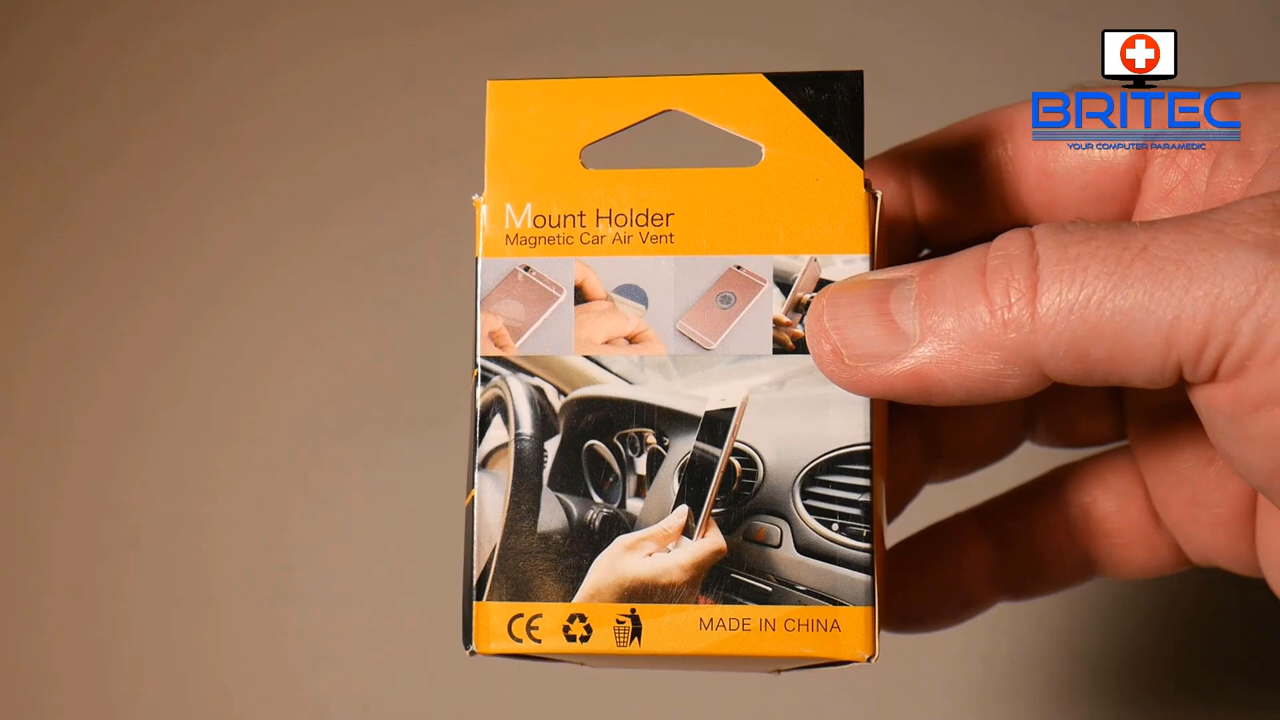 BRITEC
YOUR COMPUTER PARAMEDIC
Mount Holder
Magnetic Car Air Vent
CE
MADE IN CHINA